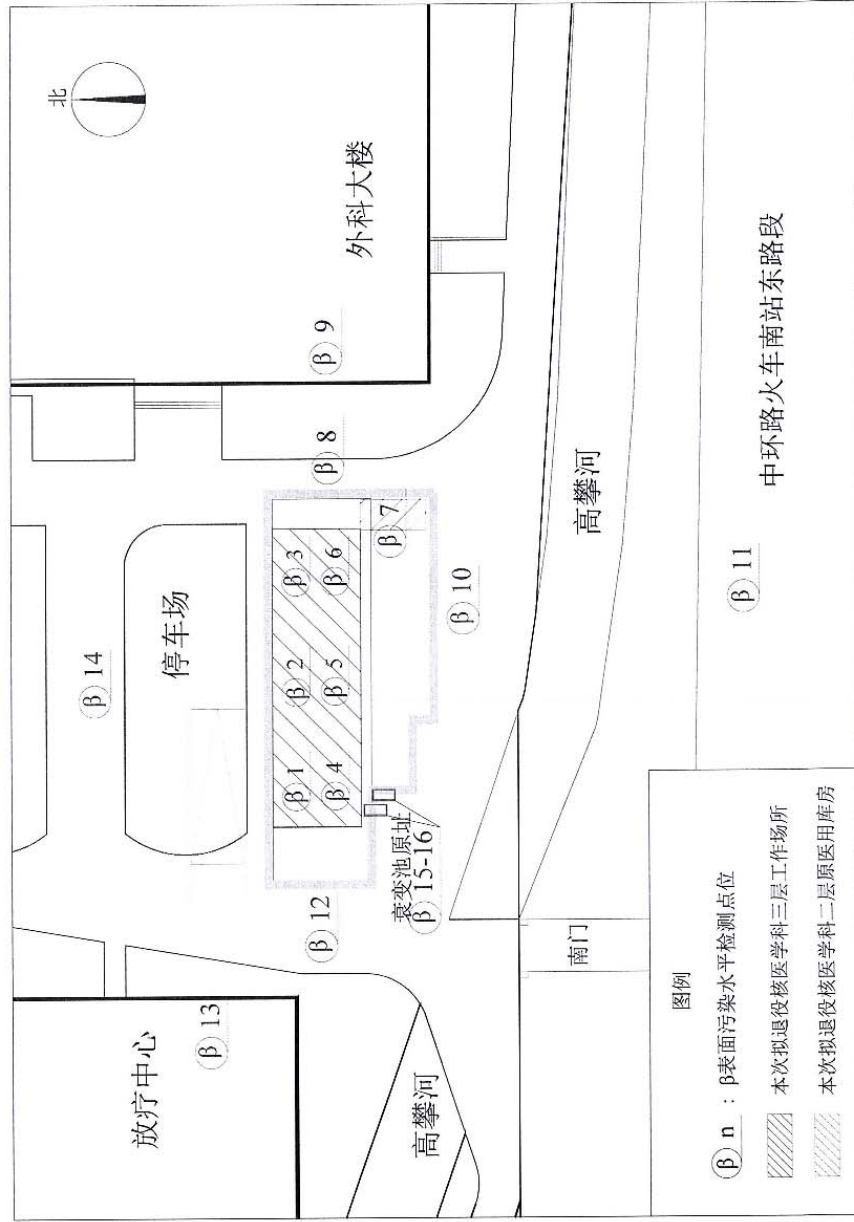 北
外科大楼
β 9
β 8
β 14
停车场
β 1
β 2
β 3
β 4
β 5
β 6
β 7
β 10
β 12
衰变池原址
β 15-16
放疗中心
β 13
高攀河
高攀河
南门
中环路火车南站东路段
β 11
图例
β n : β表面污染水平检测点位
本次拟退役核医学科三层工作场所
本次拟退役核医学科二层原医用库房